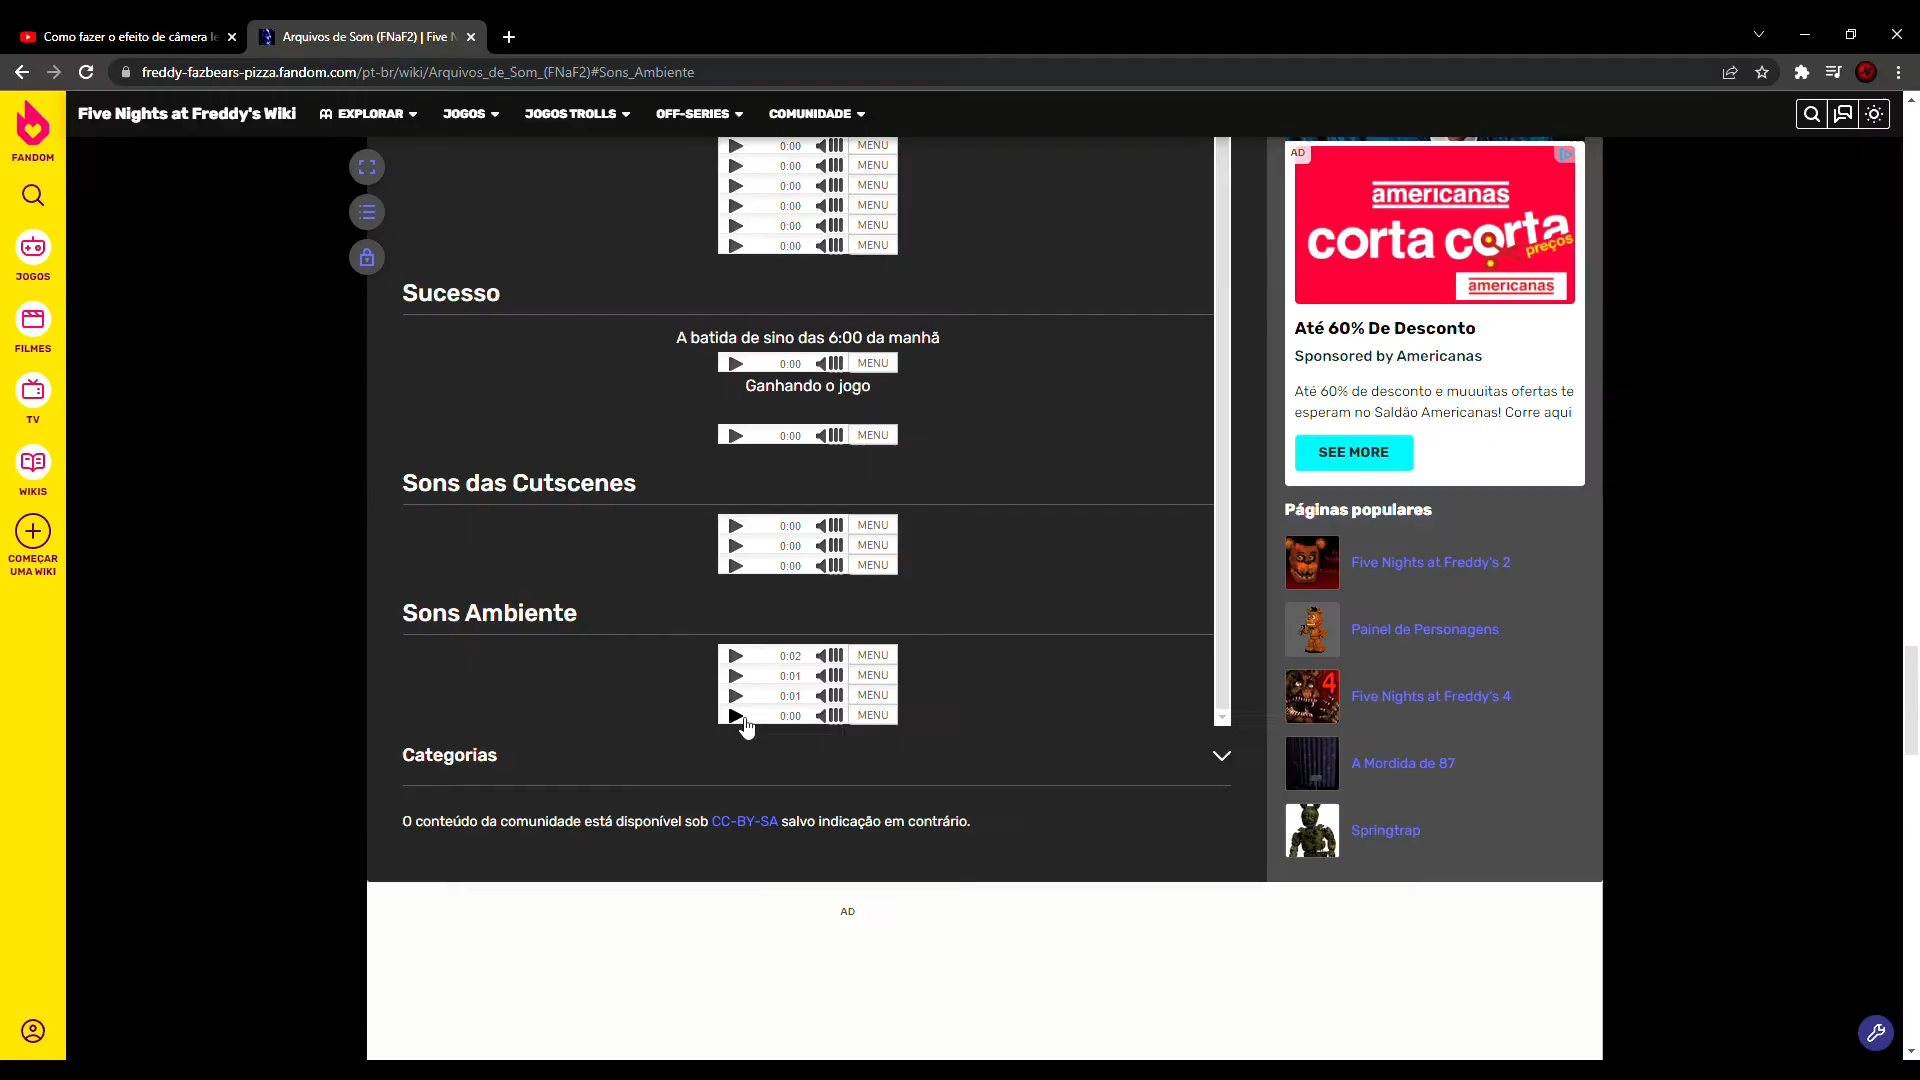 Como fazer o efeito de câmera le
Arquivos de Som (FNaF2) | Five N
freddy-fazbears-pizza.fandom.com/pt-br/wiki/Arquivos_de_Som_(FNaF2)#Sons_Ambiente
Five Nights at Freddy's Wiki
EXPLORAR
JOGOS
JOGOS TROLLS
OFF-SERIES
COMUNIDADE
FANDOM
JOGOS
FILMES
TV
WIKIS
COMEÇAR
UMA WIKI
0:00 MENU
0:00 MENU
0:00 MENU
0:00 MENU
0:00 MENU
0:00 MENU
Sucesso
A batida de sino das 6:00 da manhã
0:00 MENU
Ganhando o jogo
0:00 MENU
Sons das Cutscenes
0:00 MENU
0:00 MENU
0:00 MENU
Sons Ambiente
0:02 MENU
0:01 MENU
0:01 MENU
0:00 MENU
Categorias
O conteúdo da comunidade está disponível sob CC-BY-SA salvo indicação em contrário.
AD
AD
americanas
corta corta
preços
americanas
Até 60% De Desconto
Sponsored by Americanas
Até 60% de desconto e muuuitas ofertas te
esperam no Saldão Americanas! Corre aqui
SEE MORE
Páginas populares
Five Nights at Freddy's 2
Painel de Personagens
4
Five Nights at Freddy's 4
A Mordida de 87
Springtrap